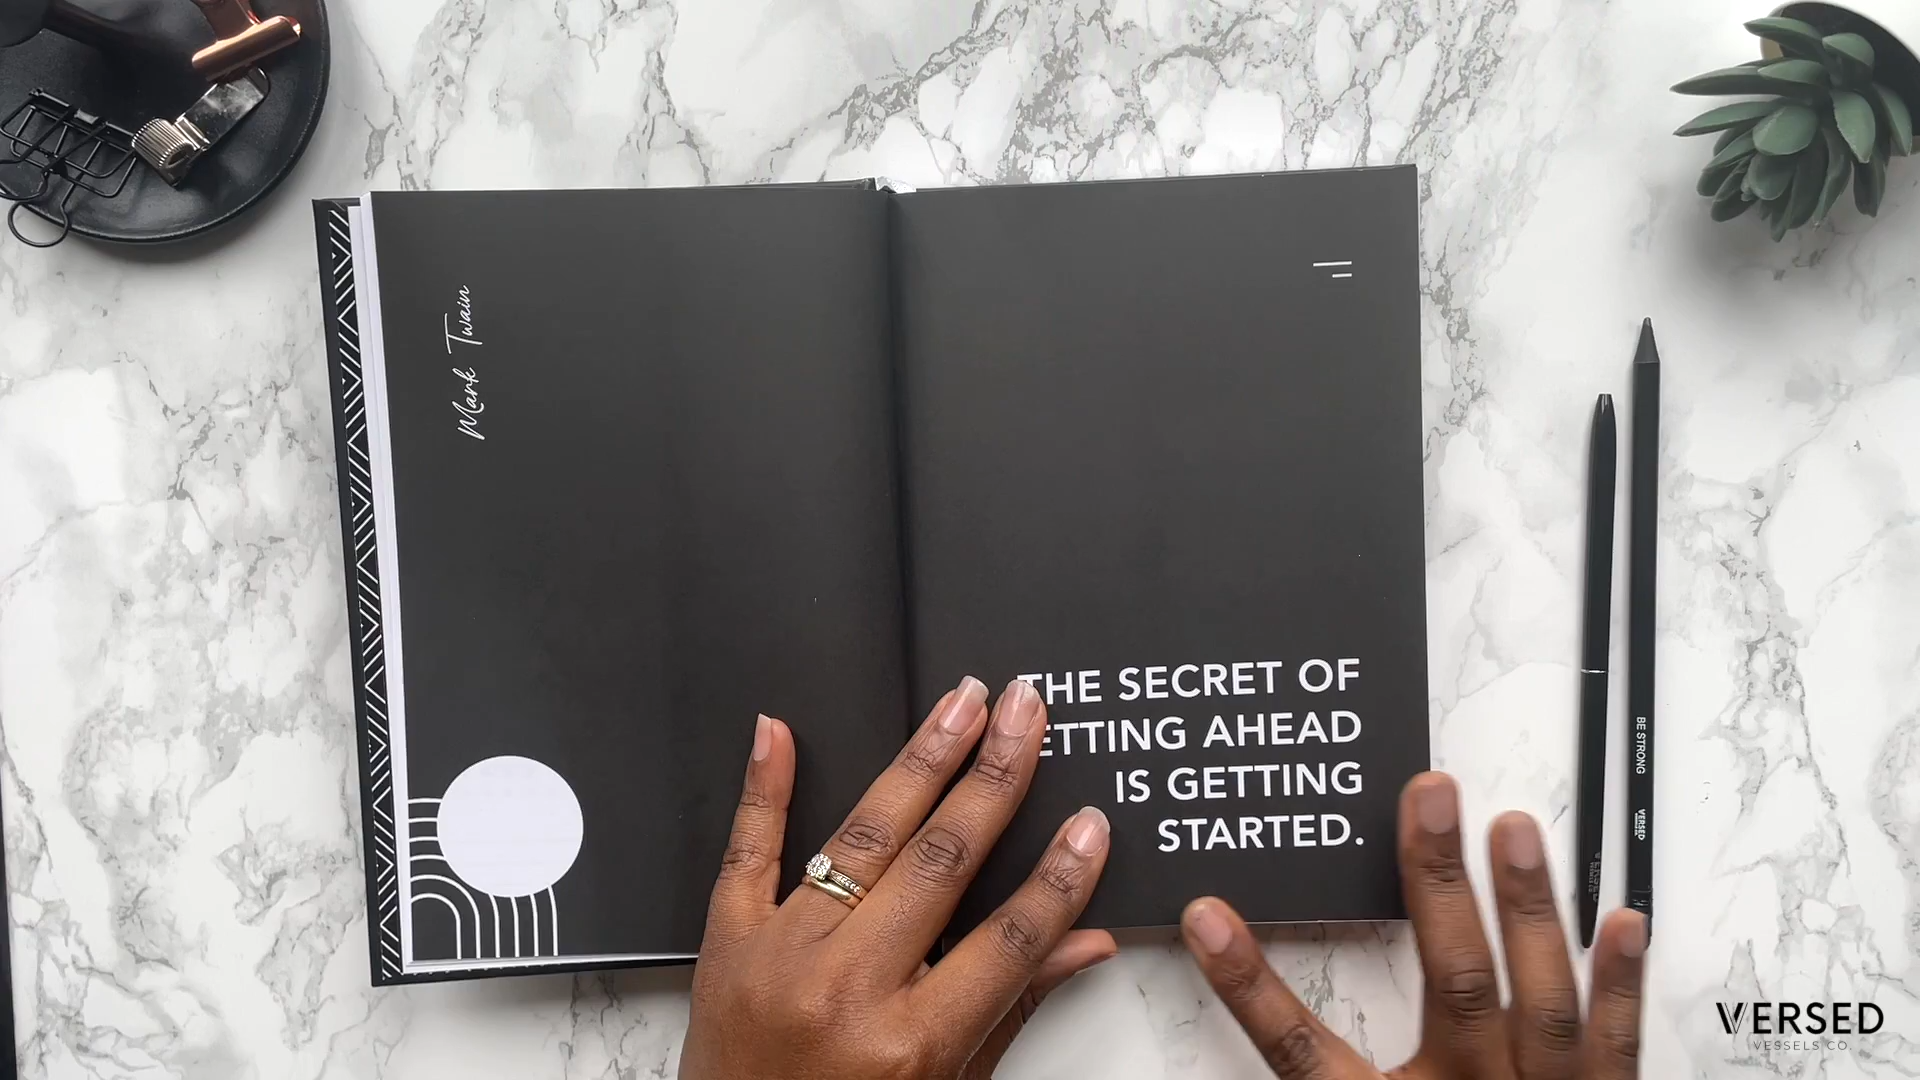 Mark Twain
THE SECRET OF
ETTING AHEAD
IS GETTING
STARTED.
BE STRONG
VERSED
VERSED
VESSELS CO.